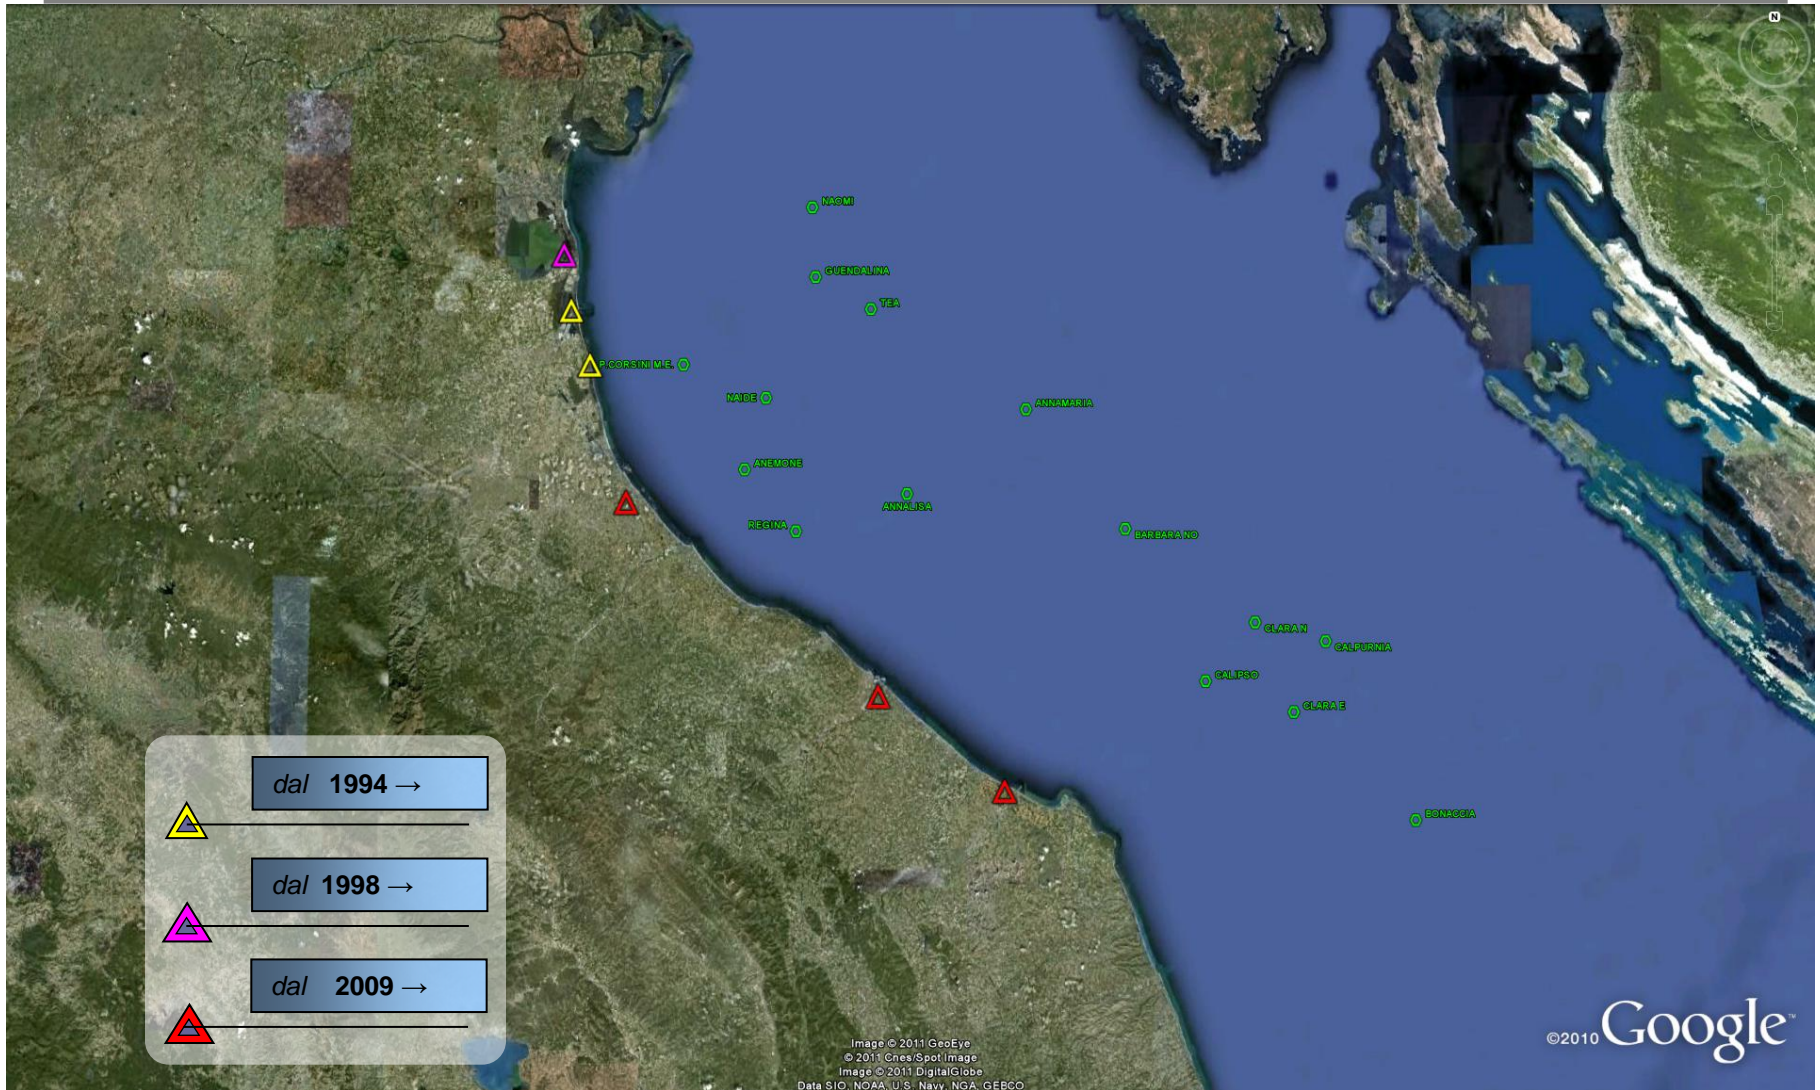 N
NAOMI
GUENDALINA
TEA
P.CORSINI M.E.
NAIDE
ANNAMARIA
ANEMONE
ANNALISA
REGINA
BARBARA NO
CLARA N
CALPURNIA
CALIPSO
CLARA E
BONACCIA
dal 1994 →
dal 1998 →
dal 2009 →
Image © 2011 GeoEye
© 2011 Cnes/Spot Image
Image © 2011 DigitalGlobe
Data SIO, NOAA, U.S. Navy, NGA, GEBCO
©2010 Google™